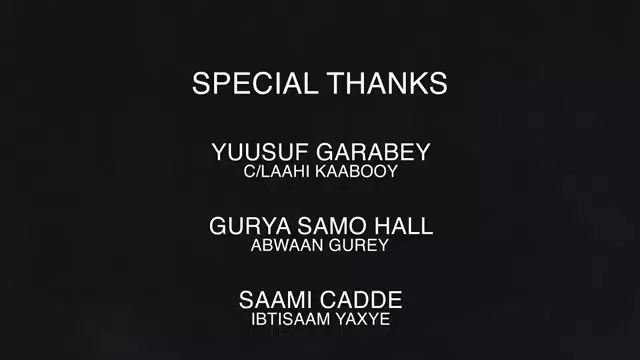 SPECIAL THANKS
YUUSUF GARABEY
C/LAAHI KAABOOY
GURYA SAMO HALL
ABWAAN GUREY
SAAMI CADDE
IBTISAAM YAXYE